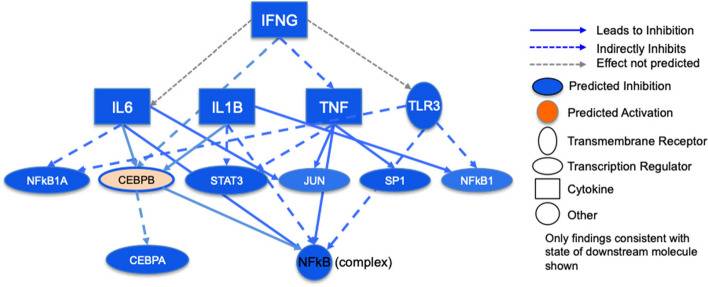 IFNG
IL6
IL1B
TNF
TLR3
NFkB1A
CEBPB
STAT3
JUN
SP1
NFkB1
CEBPA
NFkB (complex)
Leads to Inhibition
Indirectly Inhibits
Effect not predicted
Predicted Inhibition
Predicted Activation
Transmembrane Receptor
Transcription Regulator
Cytokine
Other
Only findings consistent with
state of downstream molecule
shown